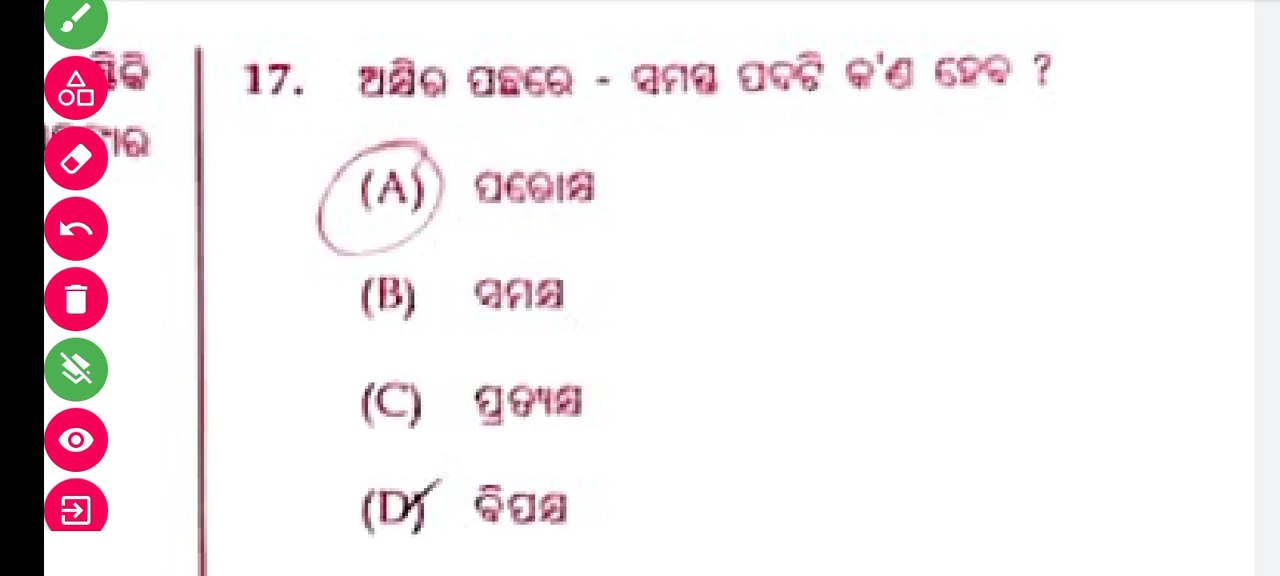 17. ଅକ୍ଷିର ପଛରେ - ସମସ୍ତ ପଦଟି କ'ଣ ହେବ ?
ାର
(A) ପରୋକ୍ଷ
(B) ସମକ୍ଷ
(C) ପ୍ରତ୍ୟକ୍ଷ
(D) ବିପକ୍ଷ